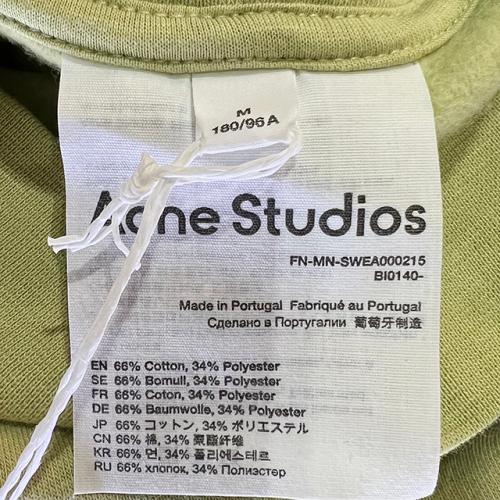 M
180/96A
Acne Studios
FN-MN-SWEA000215
BI0140-
Made in Portugal Fabriqué au Portugal
Сделано в Португалии 葡萄牙制造
EN 66% Cotton, 34% Polyester
SE 66% Bomull, 34% Polyester
FR 66% Coton, 34% Polyester
DE 66% Baumwolle, 34% Polyester
JP 66% コットン, 34% ポリエステル
CN 66% 棉, 34% 聚酯纤维
KR 66% 면, 34% 폴리에스테르
RU 66% хлопок, 34% Полиэстер